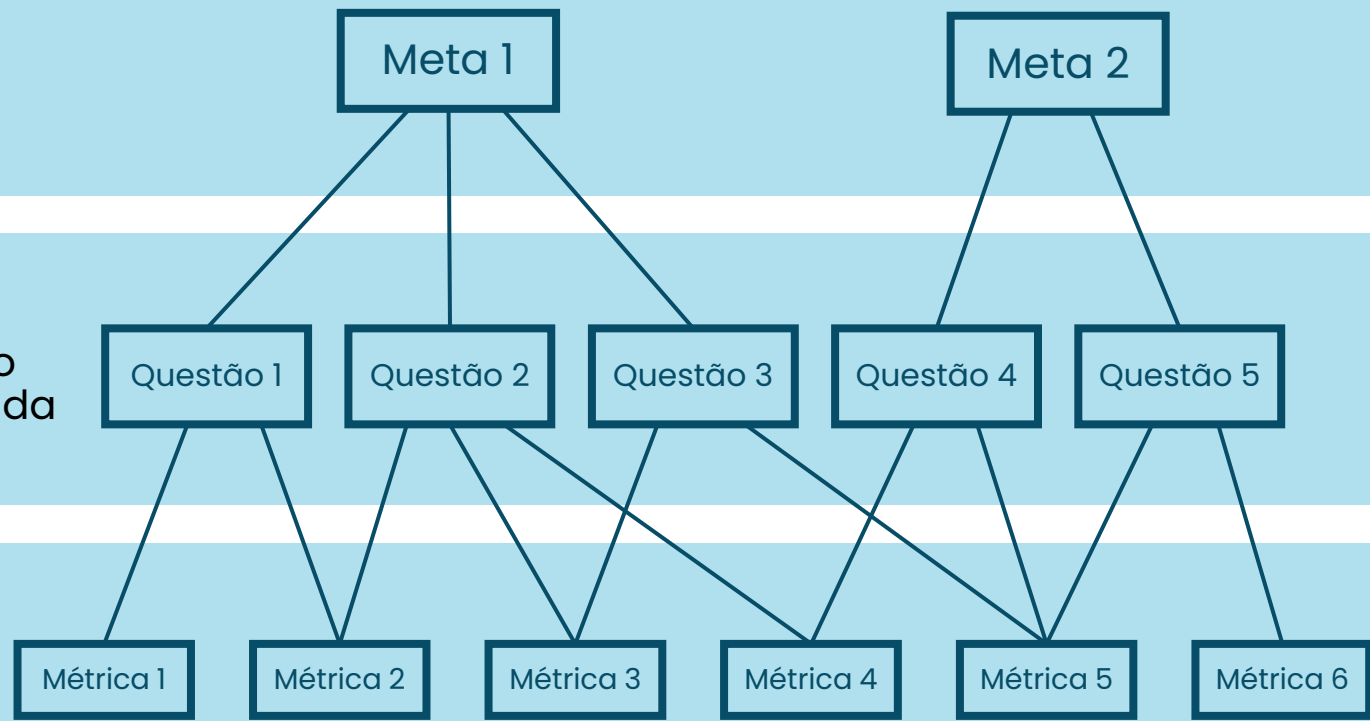 Meta 1
Meta 2
o
da
Questão 1
Questão 2
Questão 3
Questão 4
Questão 5
Métrica 1
Métrica 2
Métrica 3
Métrica 4
Métrica 5
Métrica 6